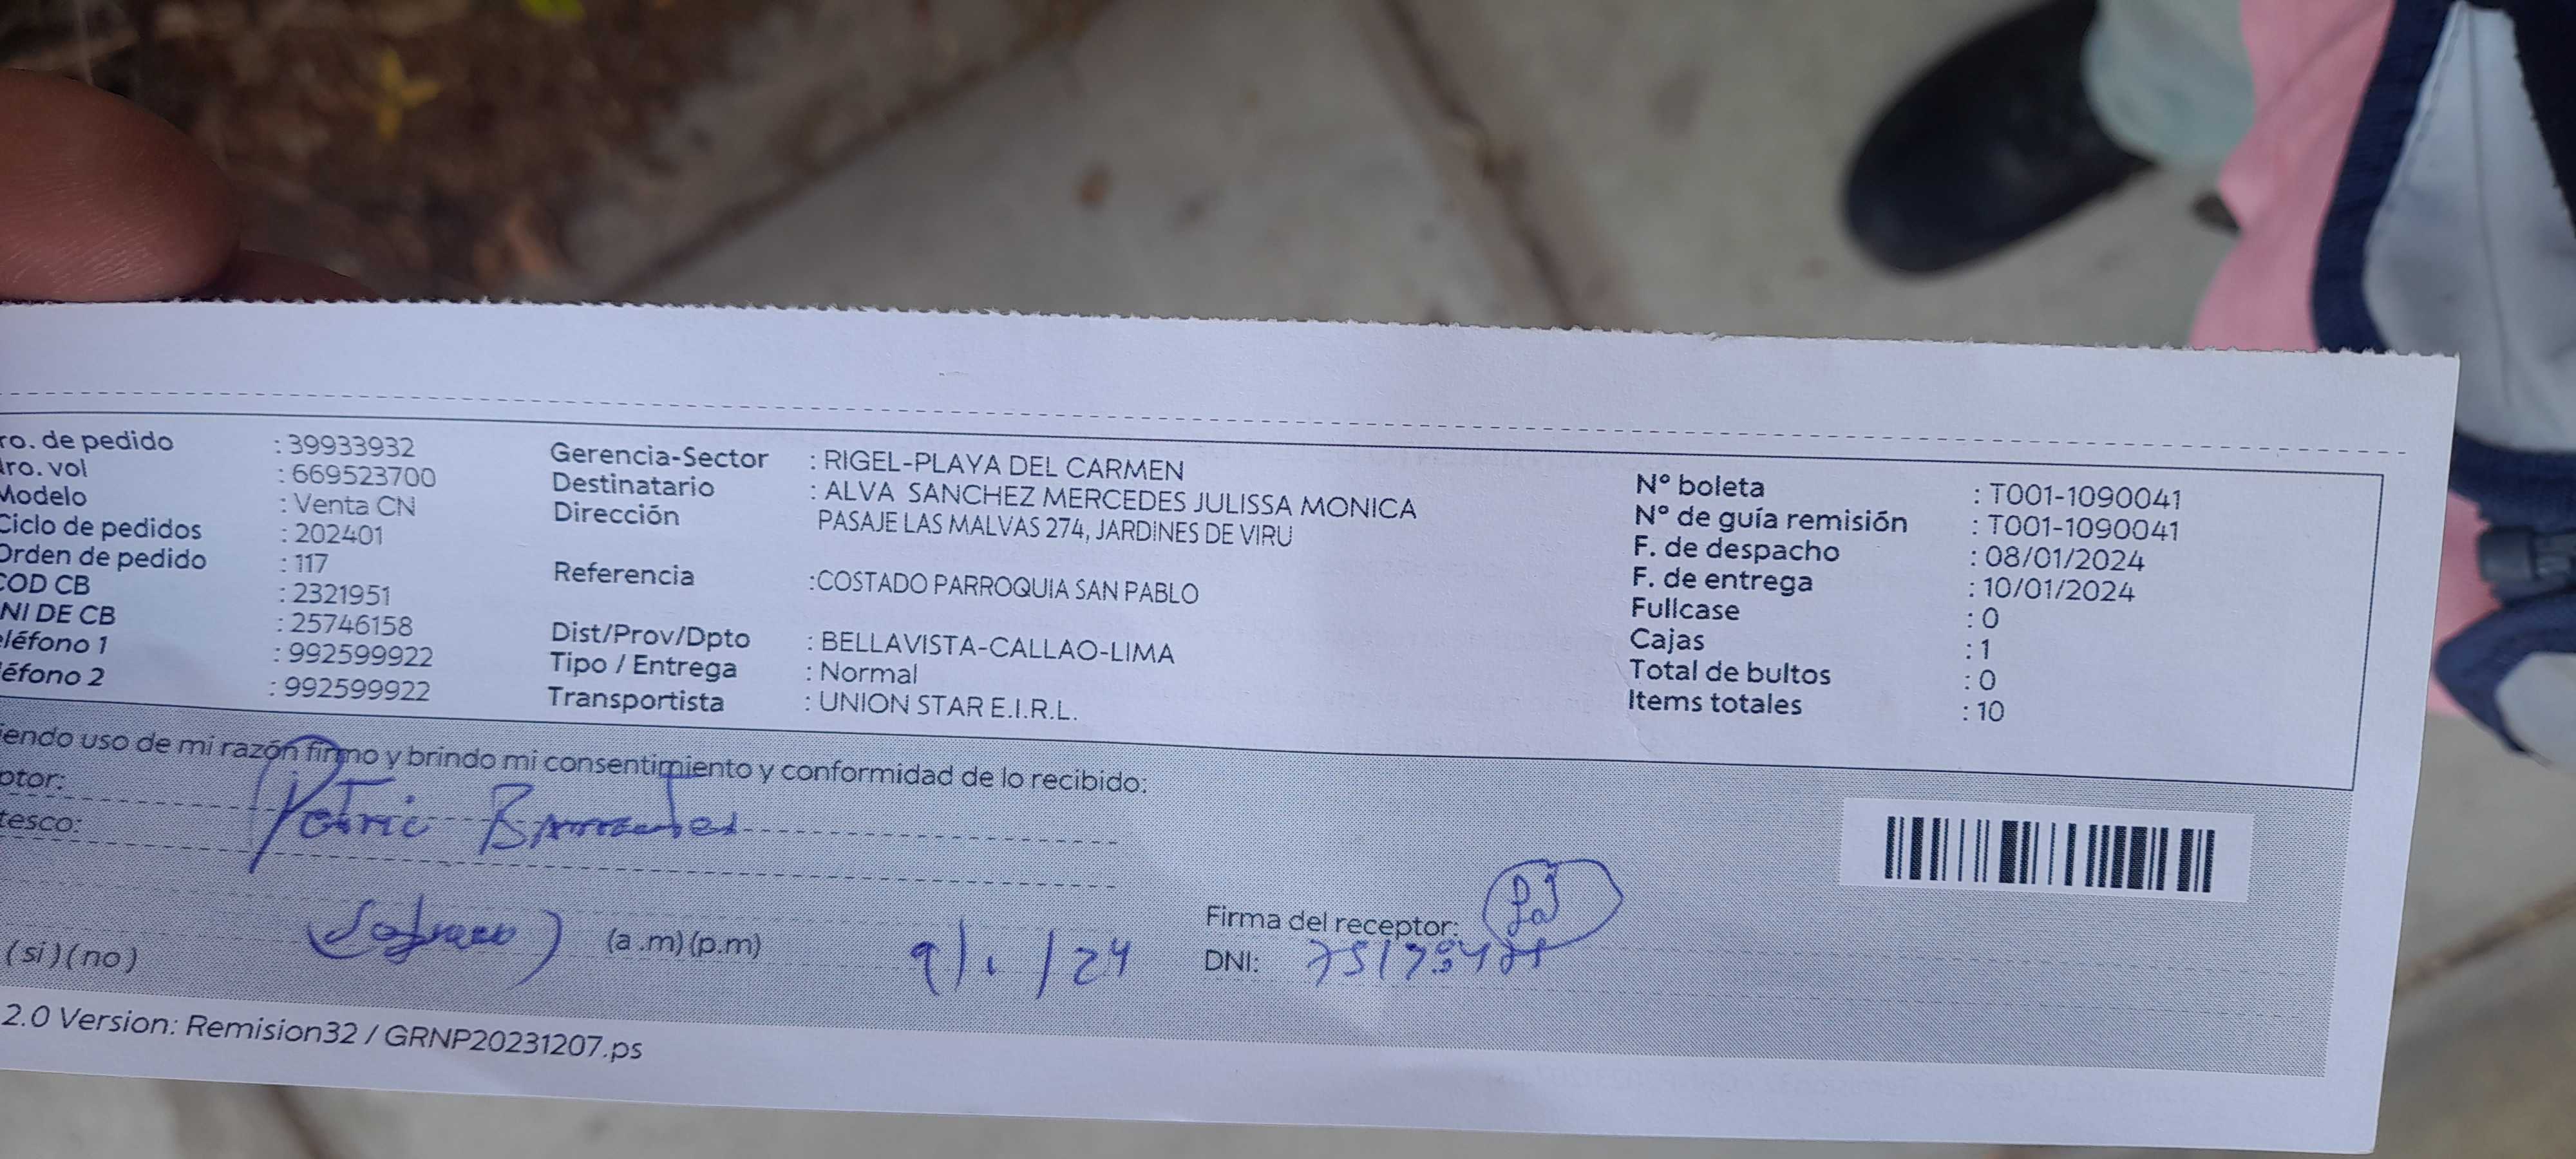 ro. de pedido : 39933932
Nro. vol : 669523700
Modelo : Venta CN
Ciclo de pedidos : 202401
Orden de pedido : 117
COD CB : 2321951
NI DE CB : 25746158
eléfono 1 : 992599922
éfono 2 : 992599922
Gerencia-Sector : RIGEL-PLAYA DEL CARMEN
Destinatario : ALVA SANCHEZ MERCEDES JULISSA MONICA
Dirección PASAJE LAS MALVAS 274, JARDINES DE VIRU
Referencia :COSTADO PARROQUIA SAN PABLO
Dist/Prov/Dpto : BELLAVISTA-CALLAO-LIMA
Tipo / Entrega : Normal
Transportista : UNION STAR E.I.R.L.
N° boleta : T001-1090041
N° de guía remisión : T001-1090041
F. de despacho : 08/01/2024
F. de entrega : 10/01/2024
Fullcase : 0
Cajas : 1
Total de bultos : 0
Items totales : 10
iendo uso de mi razón firmo y brindo mi consentimiento y conformidad de lo recibido:
ptor: Patric
tesco:
(si) (no) (a .m) (p.m) 9/1/24
Firma del receptor:
DNI:
2.0 Version: Remision32 / GRNP20231207.ps